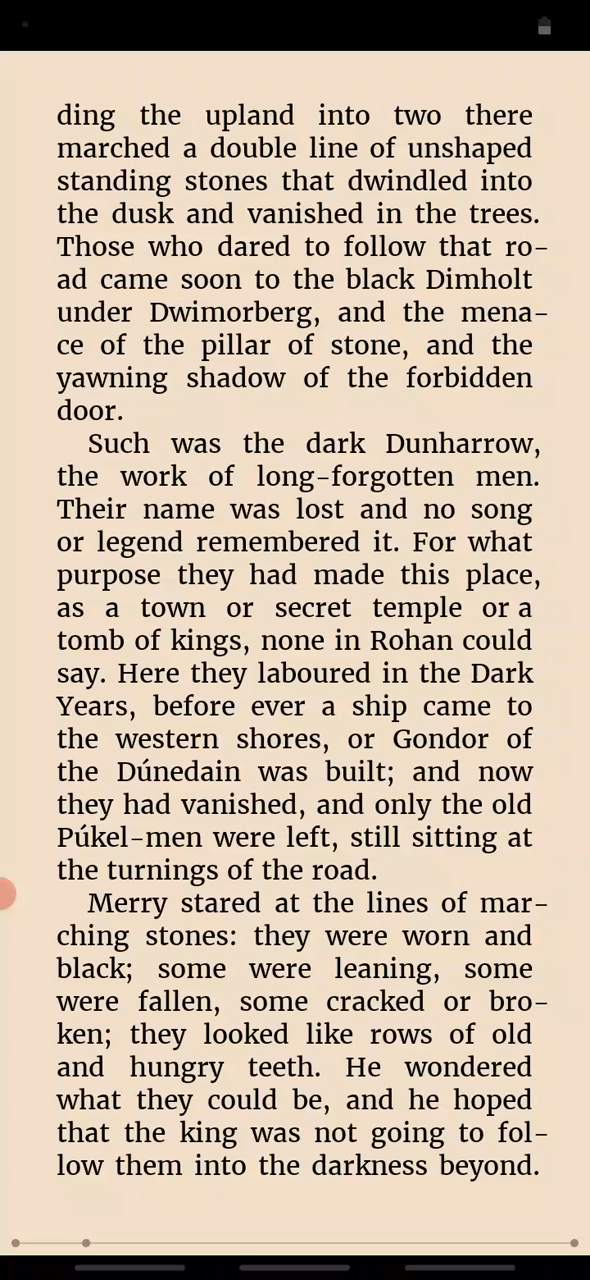 ding the upland into two there
marched a double line of unshaped
standing stones that dwindled into
the dusk and vanished in the trees.
Those who dared to follow that ro-
ad came soon to the black Dimholt
under Dwimorberg, and the mena-
ce of the pillar of stone, and the
yawning shadow of the forbidden
door.
Such was the dark Dunharrow,
the work of long-forgotten men.
Their name was lost and no song
or legend remembered it. For what
purpose they had made this place,
as a town or secret temple or a
tomb of kings, none in Rohan could
say. Here they laboured in the Dark
Years, before ever a ship came to
the western shores, or Gondor of
the Dúnedain was built; and now
they had vanished, and only the old
Púkel-men were left, still sitting at
the turnings of the road.
Merry stared at the lines of mar-
ching stones: they were worn and
black; some were leaning, some
were fallen, some cracked or bro-
ken; they looked like rows of old
and hungry teeth. He wondered
what they could be, and he hoped
that the king was not going to fol-
low them into the darkness beyond.